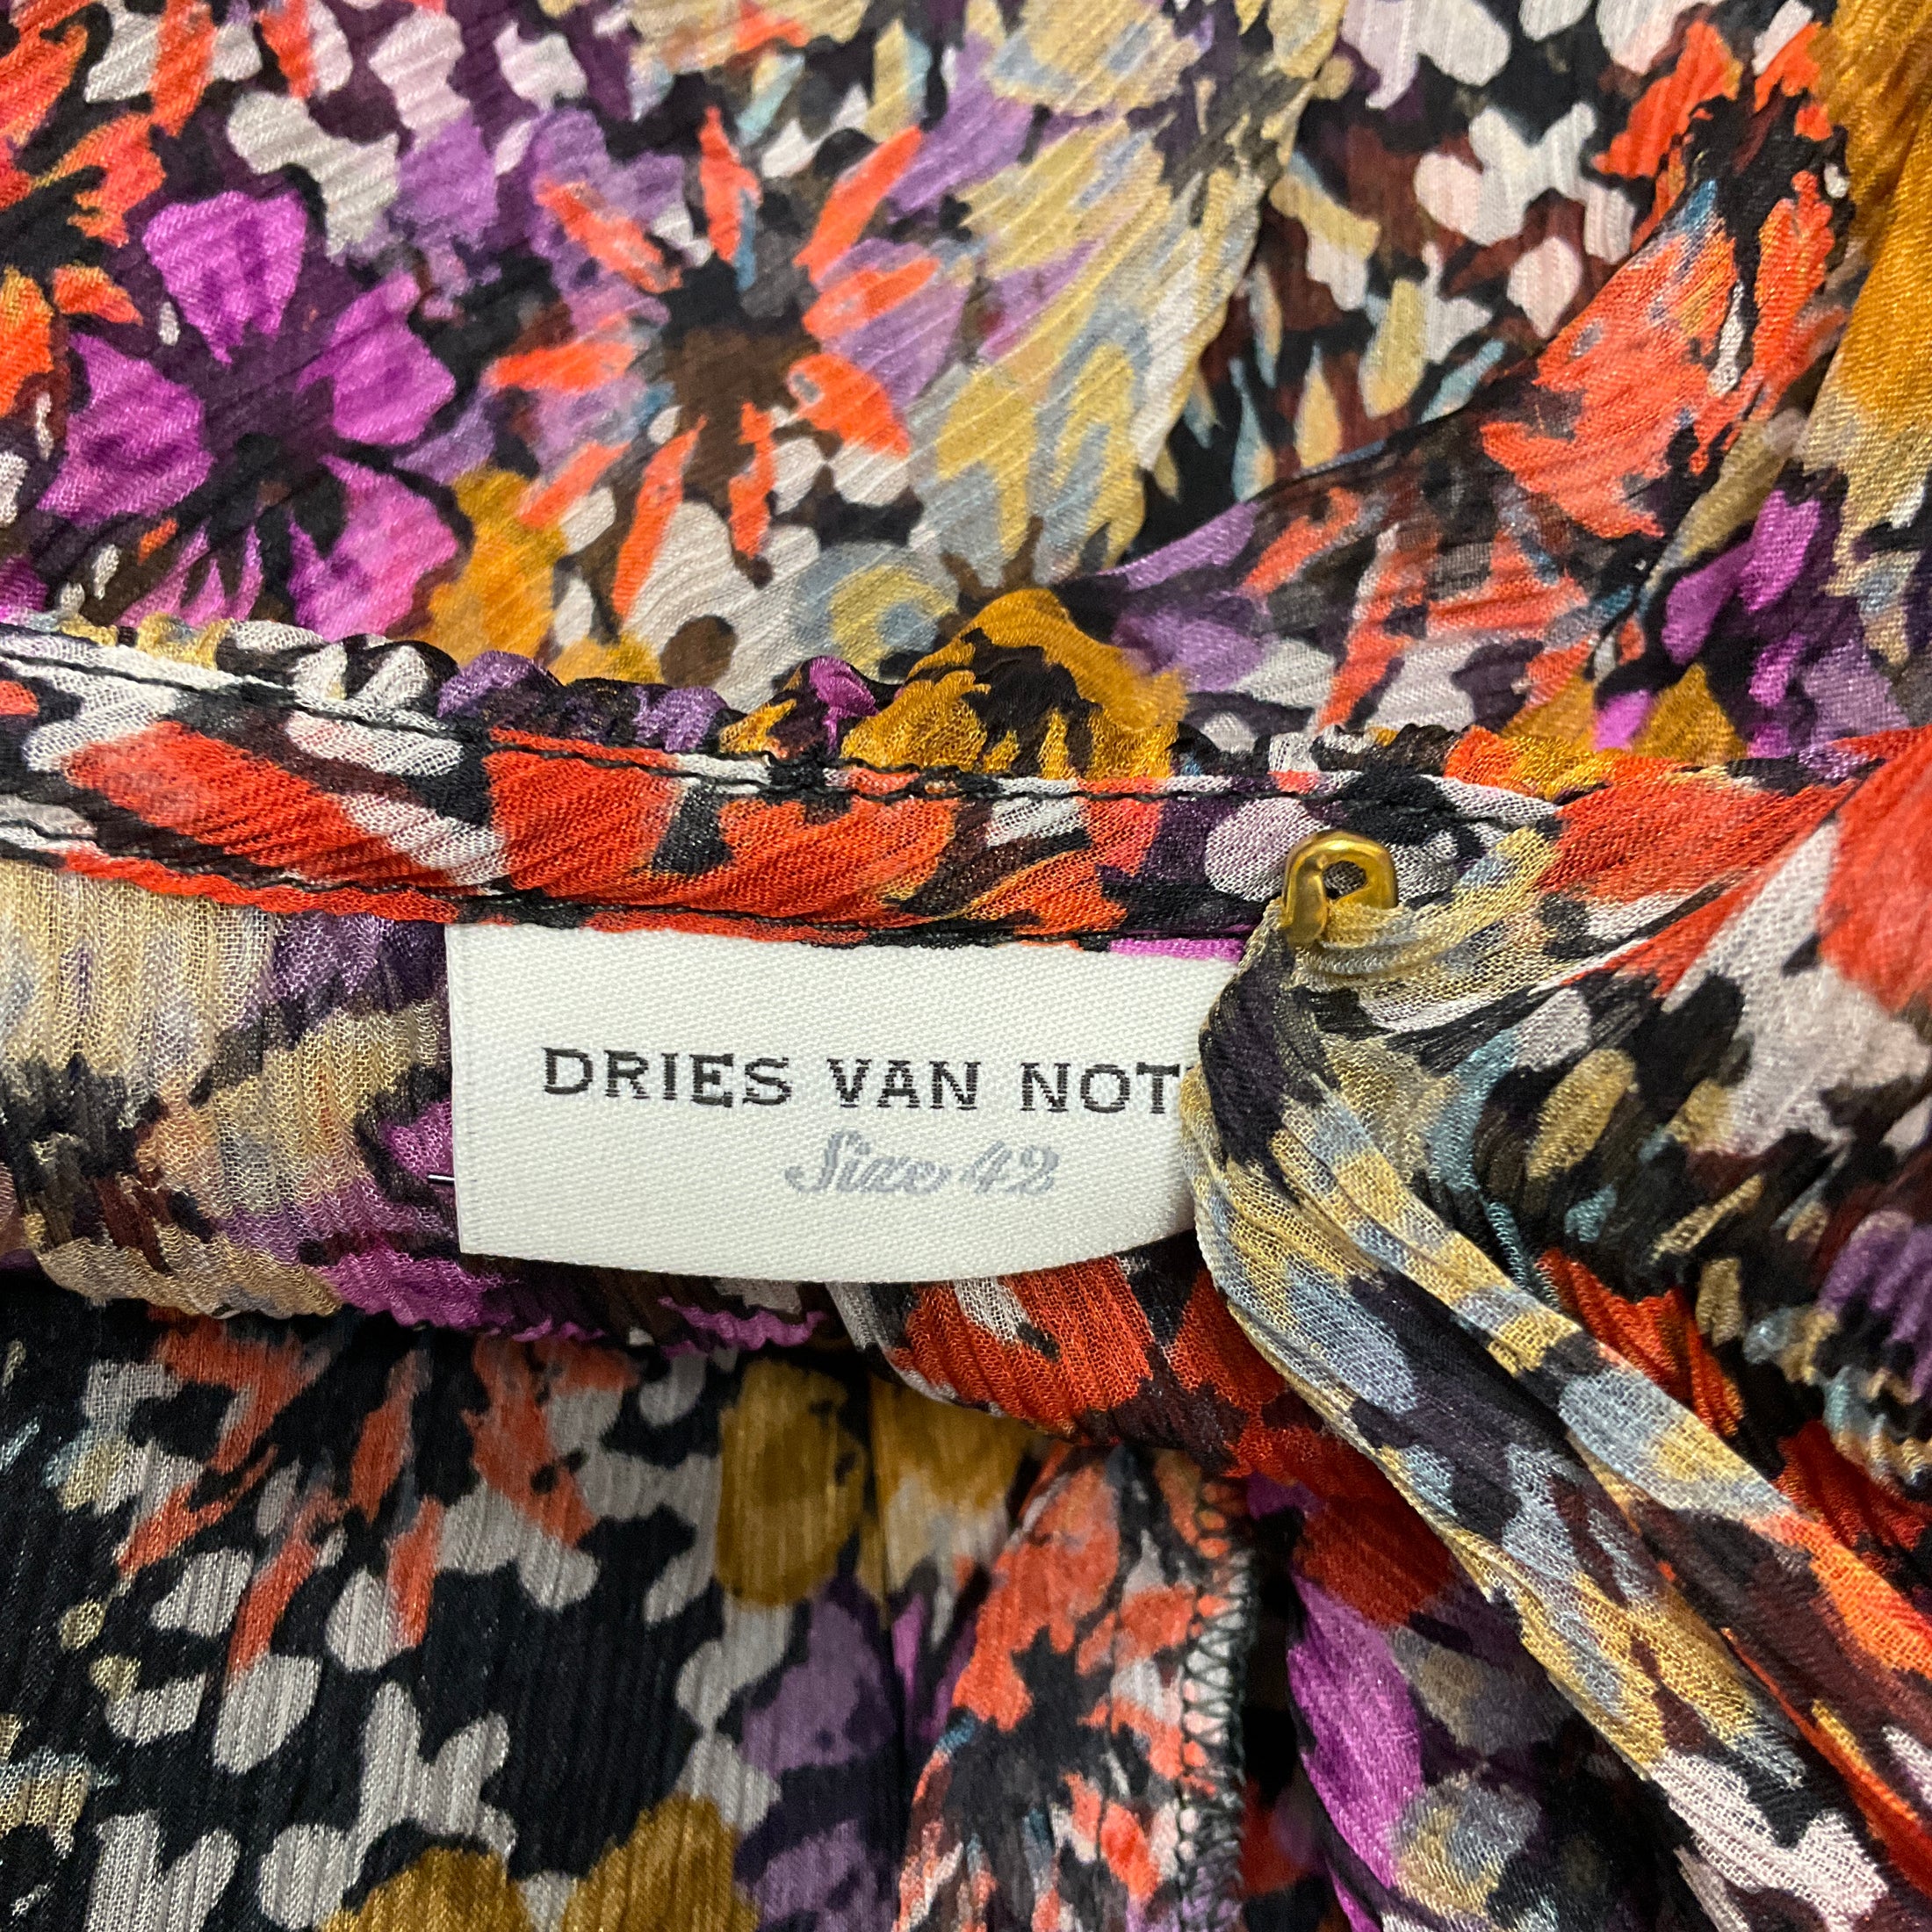 DRIES VAN NOT
Size 42